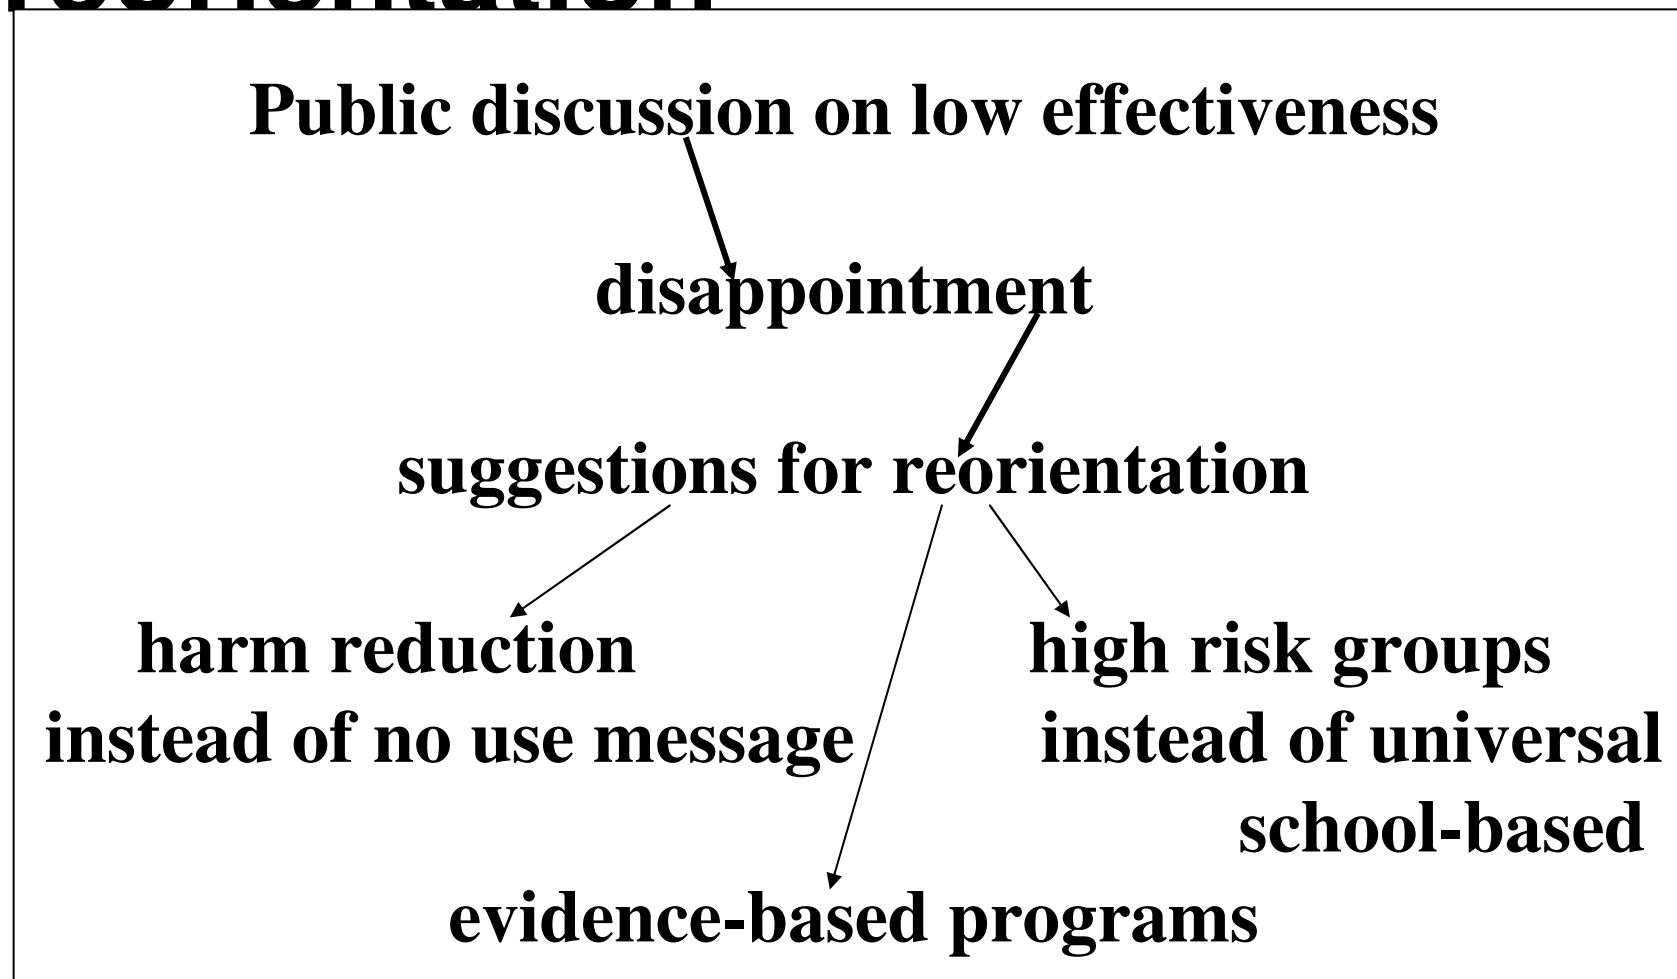 reorientation
Public discussion on low effectiveness
disappointment
suggestions for reorientation
harm reduction
instead of no use message
high risk groups
instead of universal
school-based
evidence-based programs